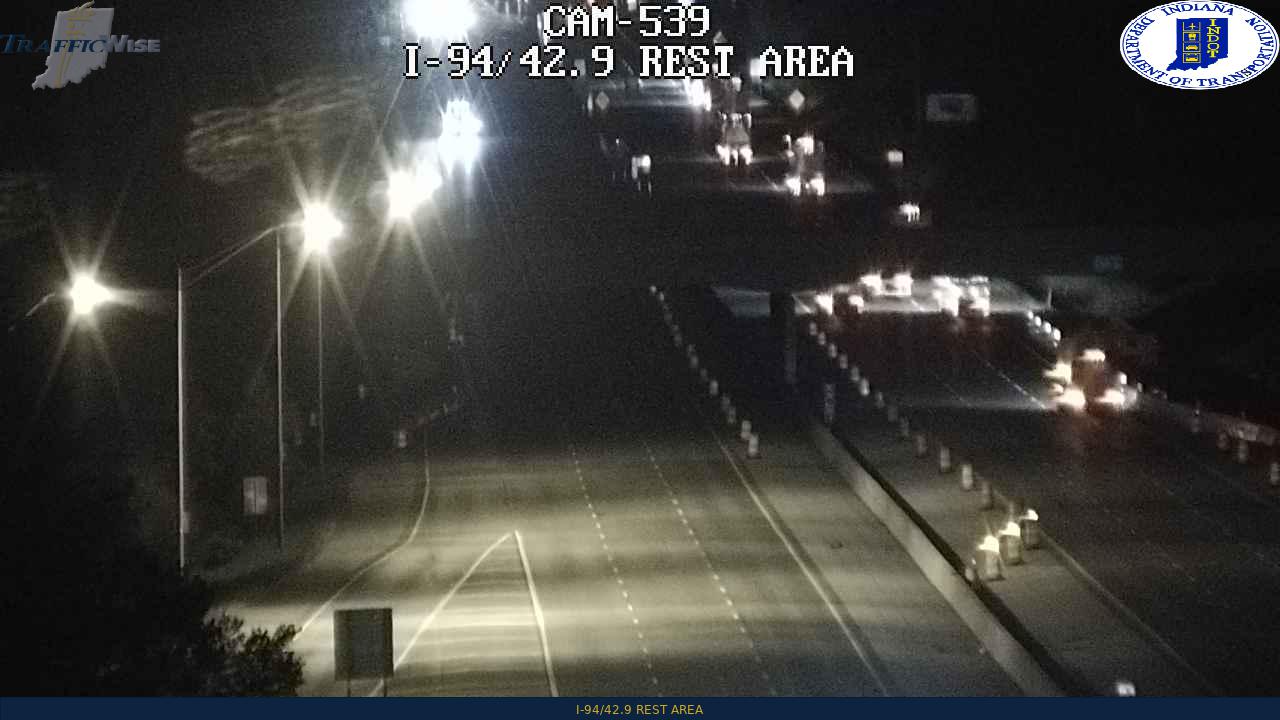 CAM-539
I-94/42.9 REST AREA
TRAFFICWISE
INDIANA
DEPARTMENT OF TRANSPORTATION
INDOT
I-94/42.9 REST AREA